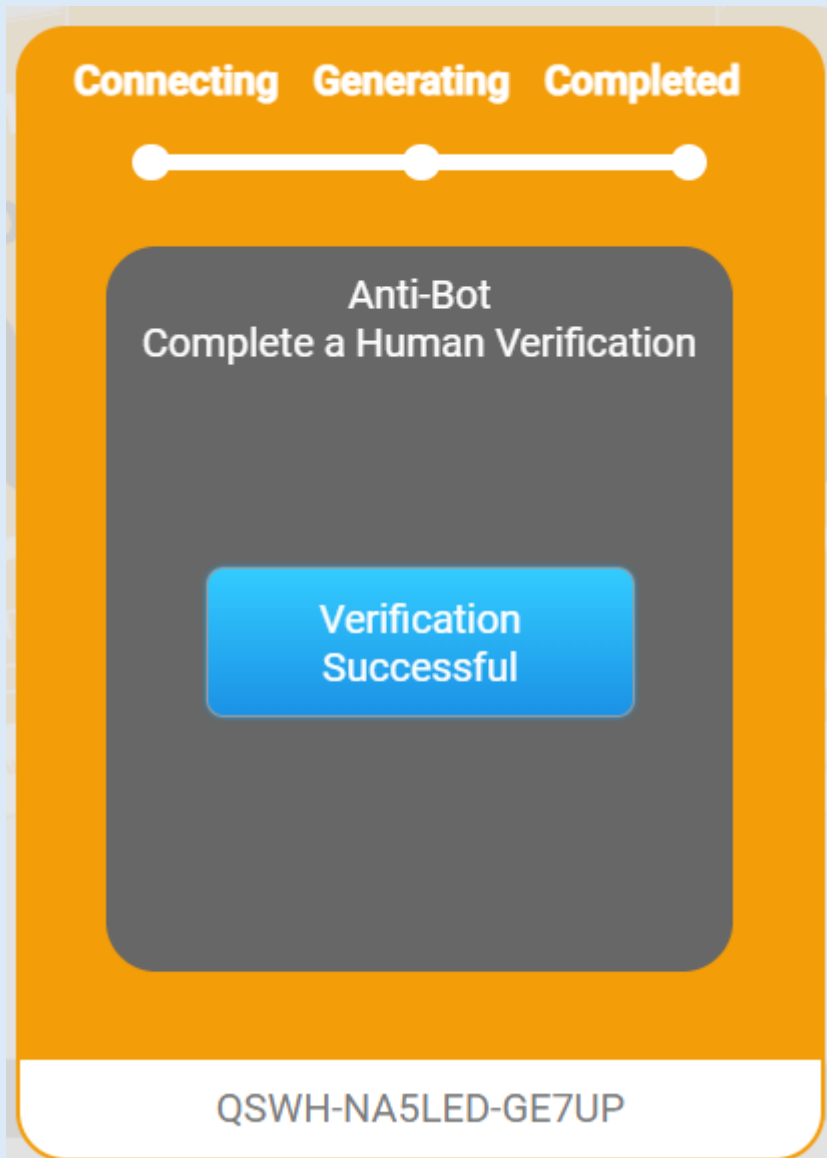 Connecting Generating Completed
Anti-Bot
Complete a Human Verification
Verification
Successful
QSWH-NA5LED-GE7UP